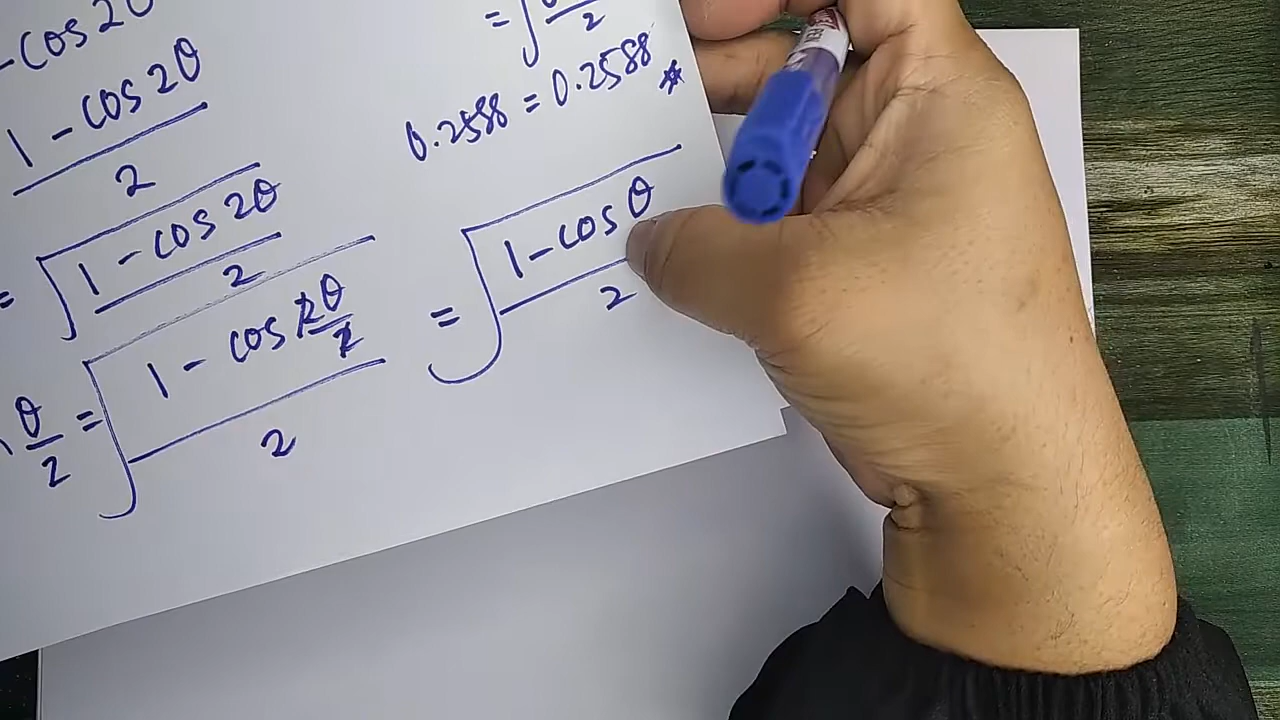 - cos 2θ
1 - cos 2θ
2
= √ 1 - cos 2θ
2
θ/2 = √ 1 - cos 2θ/2
2
= √
2
0.2588 = 0.2588 *
= √ 1 - cos θ
2